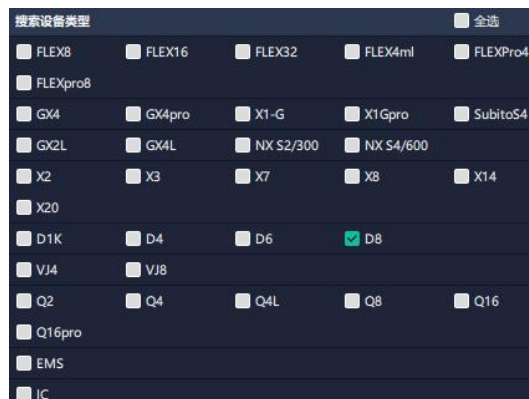 搜索设备类型 全选
FLEX8 FLEX16 FLEX32 FLEX4ml FLEXPro4
FLEXpro8
GX4 GX4pro X1-G X1Gpro SubitoS4
GX2L GX4L NX S2/300 NX S4/600
X2 X3 X7 X8 X14
X20
D1K D4 D6 D8
VJ4 VJ8
Q2 Q4 Q4L Q8 Q16
Q16pro
EMS
IC